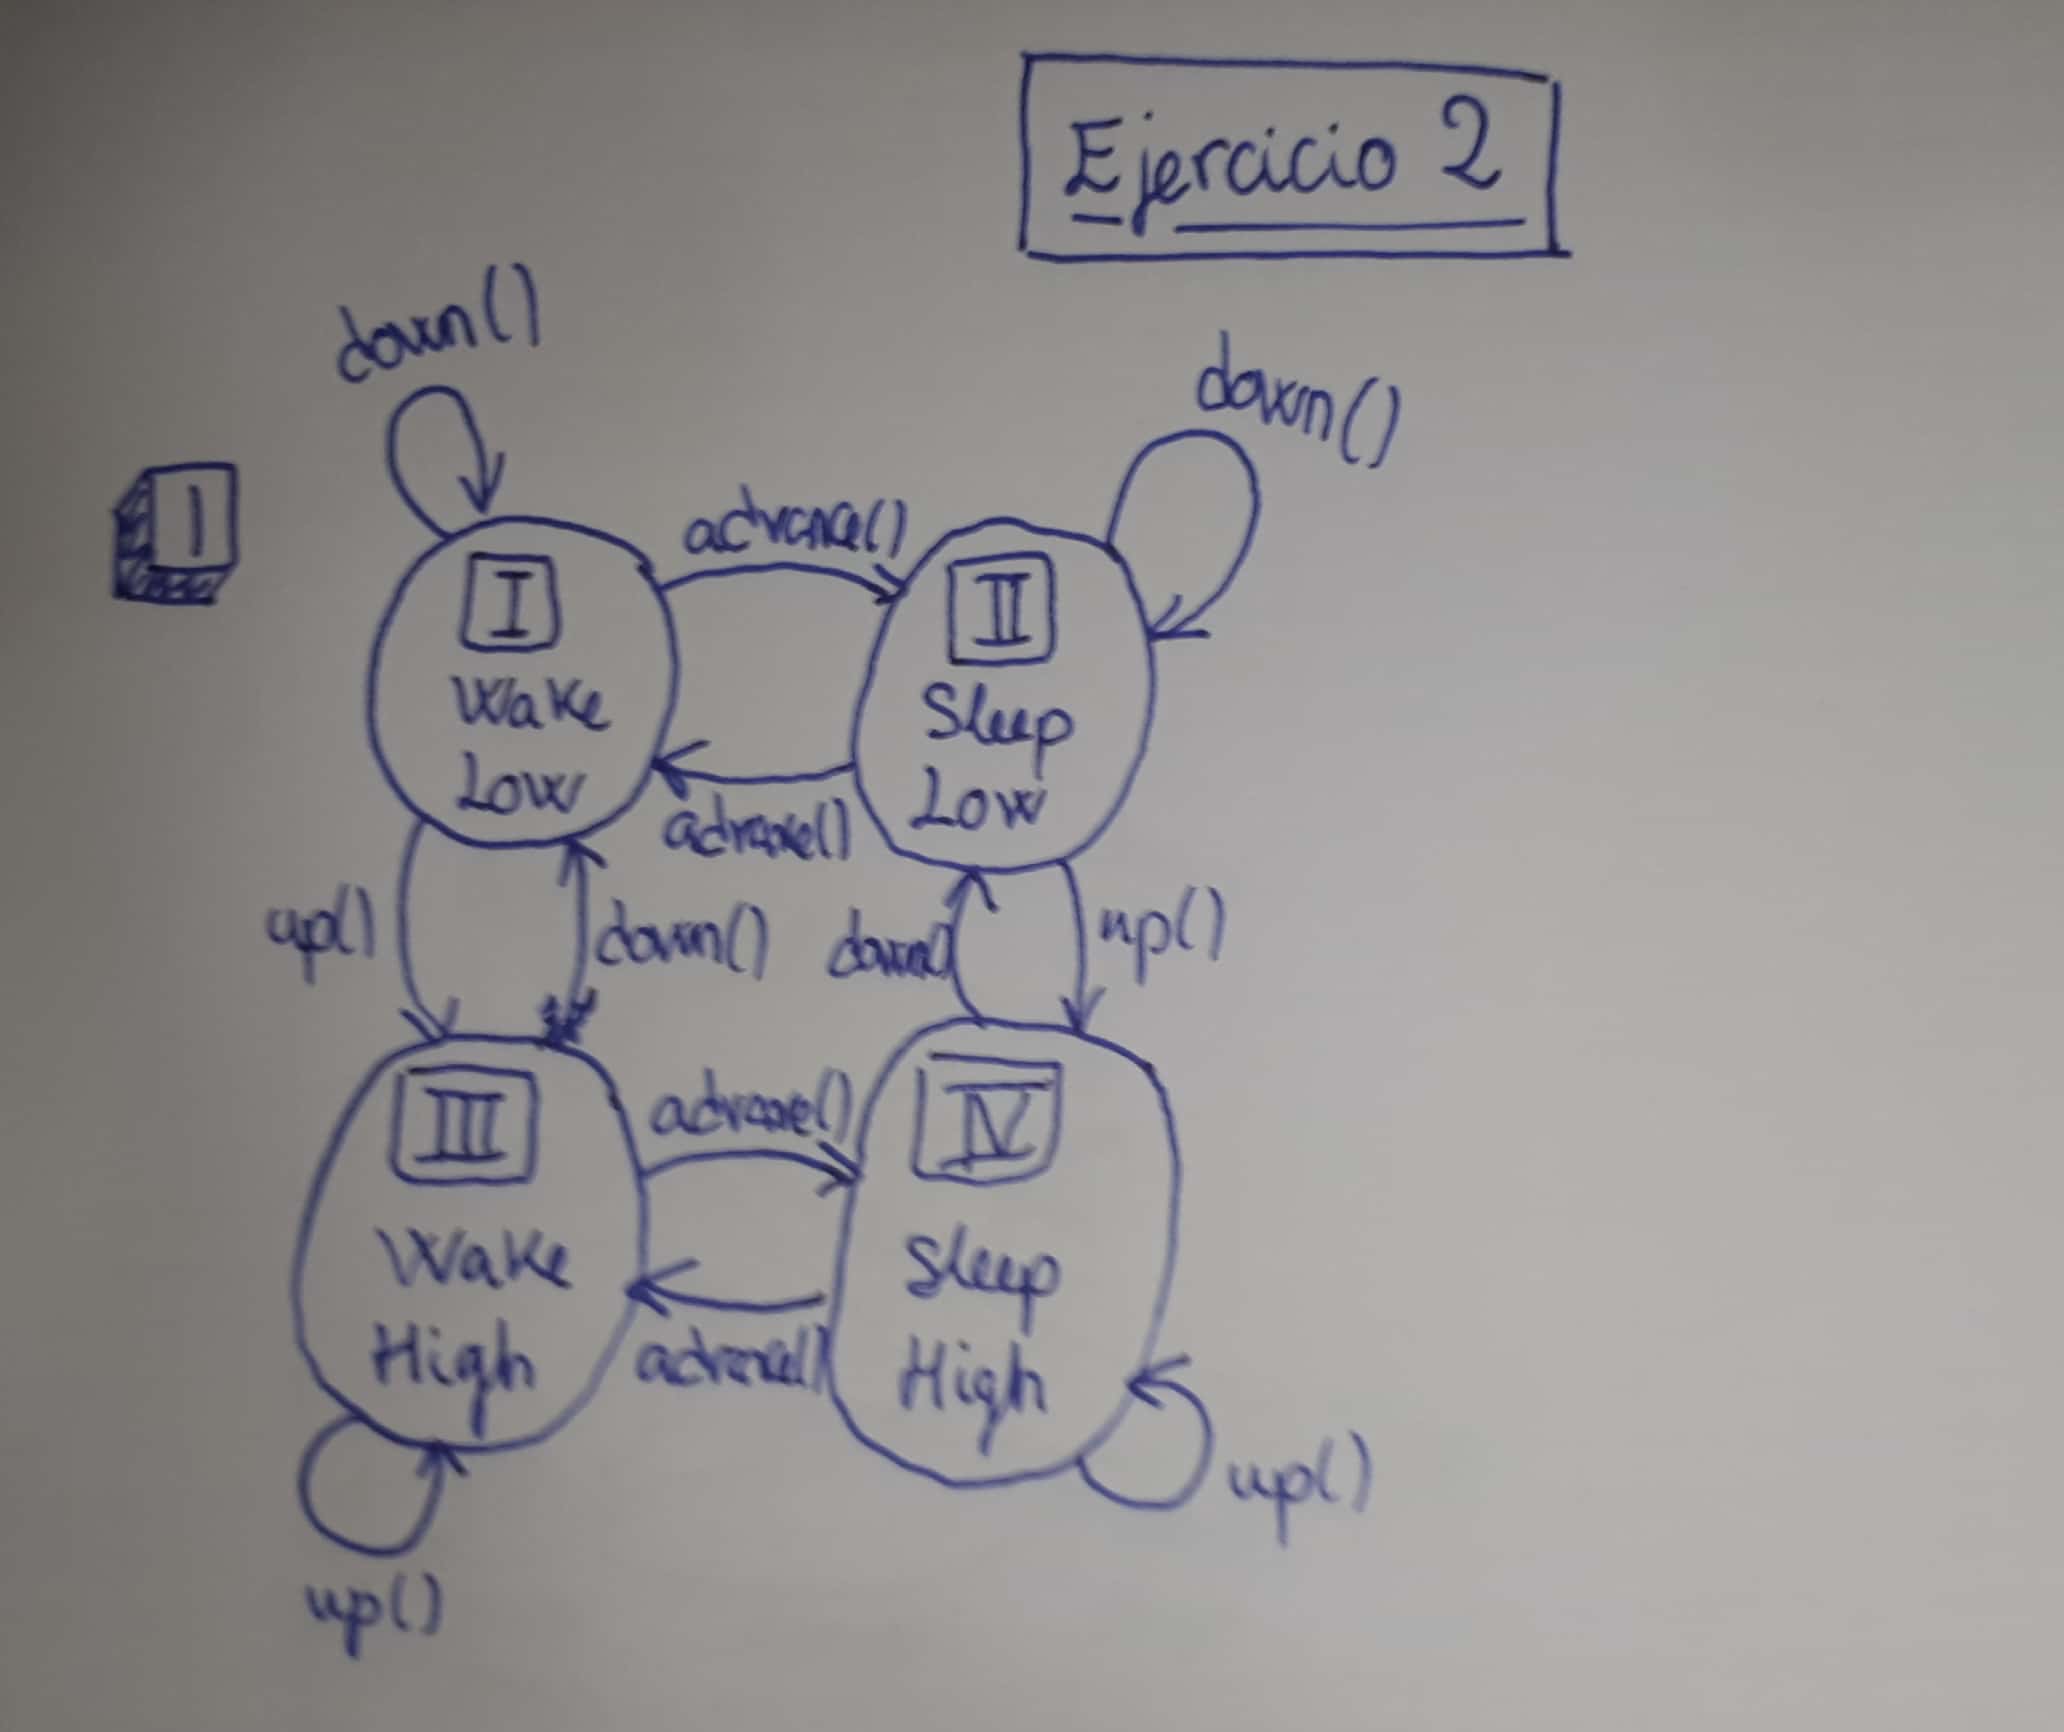 Ejercicio 2
down()
down()
1
advance()
I
II
Wake
Low
Sleep
Low
advance()
up()
down()
down()
up()
III
advance()
IV
Wake
High
Sleep
High
advance()
up()
up()